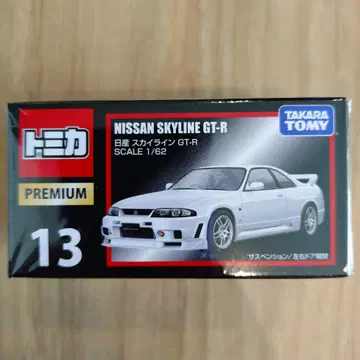 トミカ
PREMIUM
13
NISSAN SKYLINE GT-R
日産 スカイライン GT-R
SCALE 1/62
TAKARA
TOMY
サスペンション/左右ドア開閉